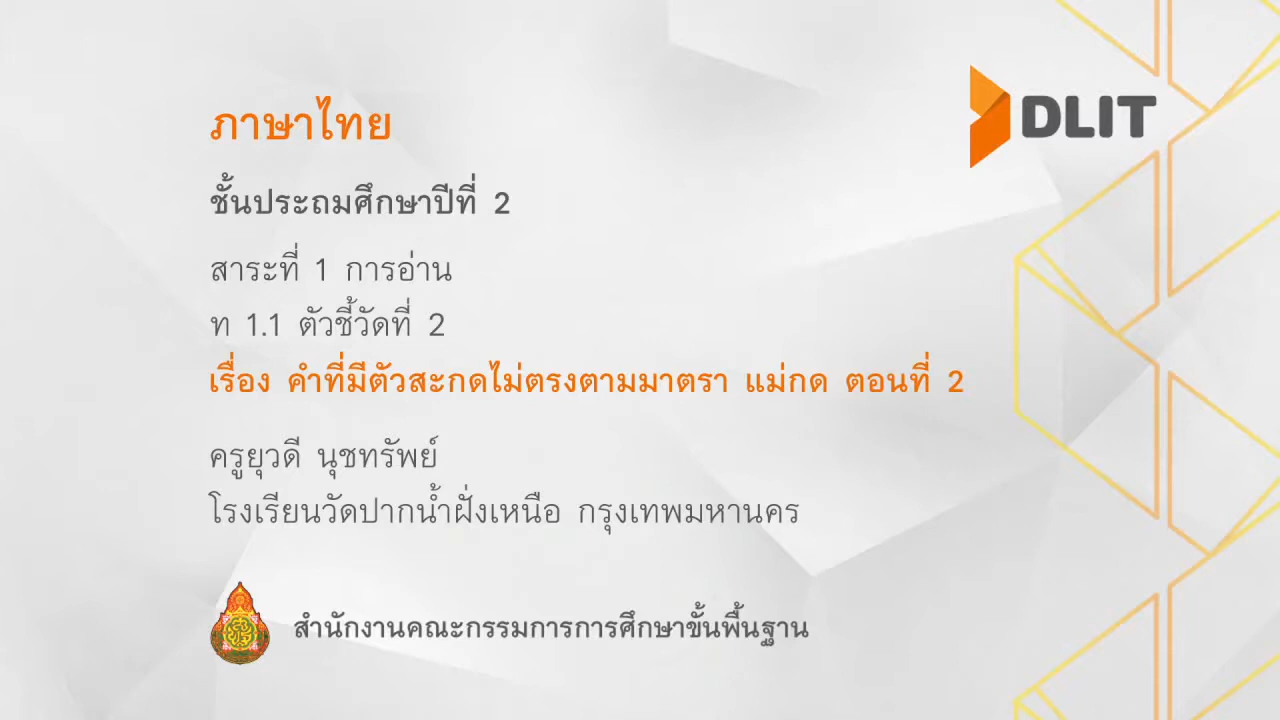 ภาษาไทย
DLIT
ชั้นประถมศึกษาปีที่ 2
สาระที่ 1 การอ่าน
ท 1.1 ตัวชี้วัดที่ 2
เรื่อง คำที่มีตัวสะกดไม่ตรงตามมาตรา แม่กด ตอนที่ 2
ครูยุวดี นุชทรัพย์
โรงเรียนวัดปากน้ำฝั่งเหนือ กรุงเทพมหานคร
สำนักงานคณะกรรมการการศึกษาขั้นพื้นฐาน